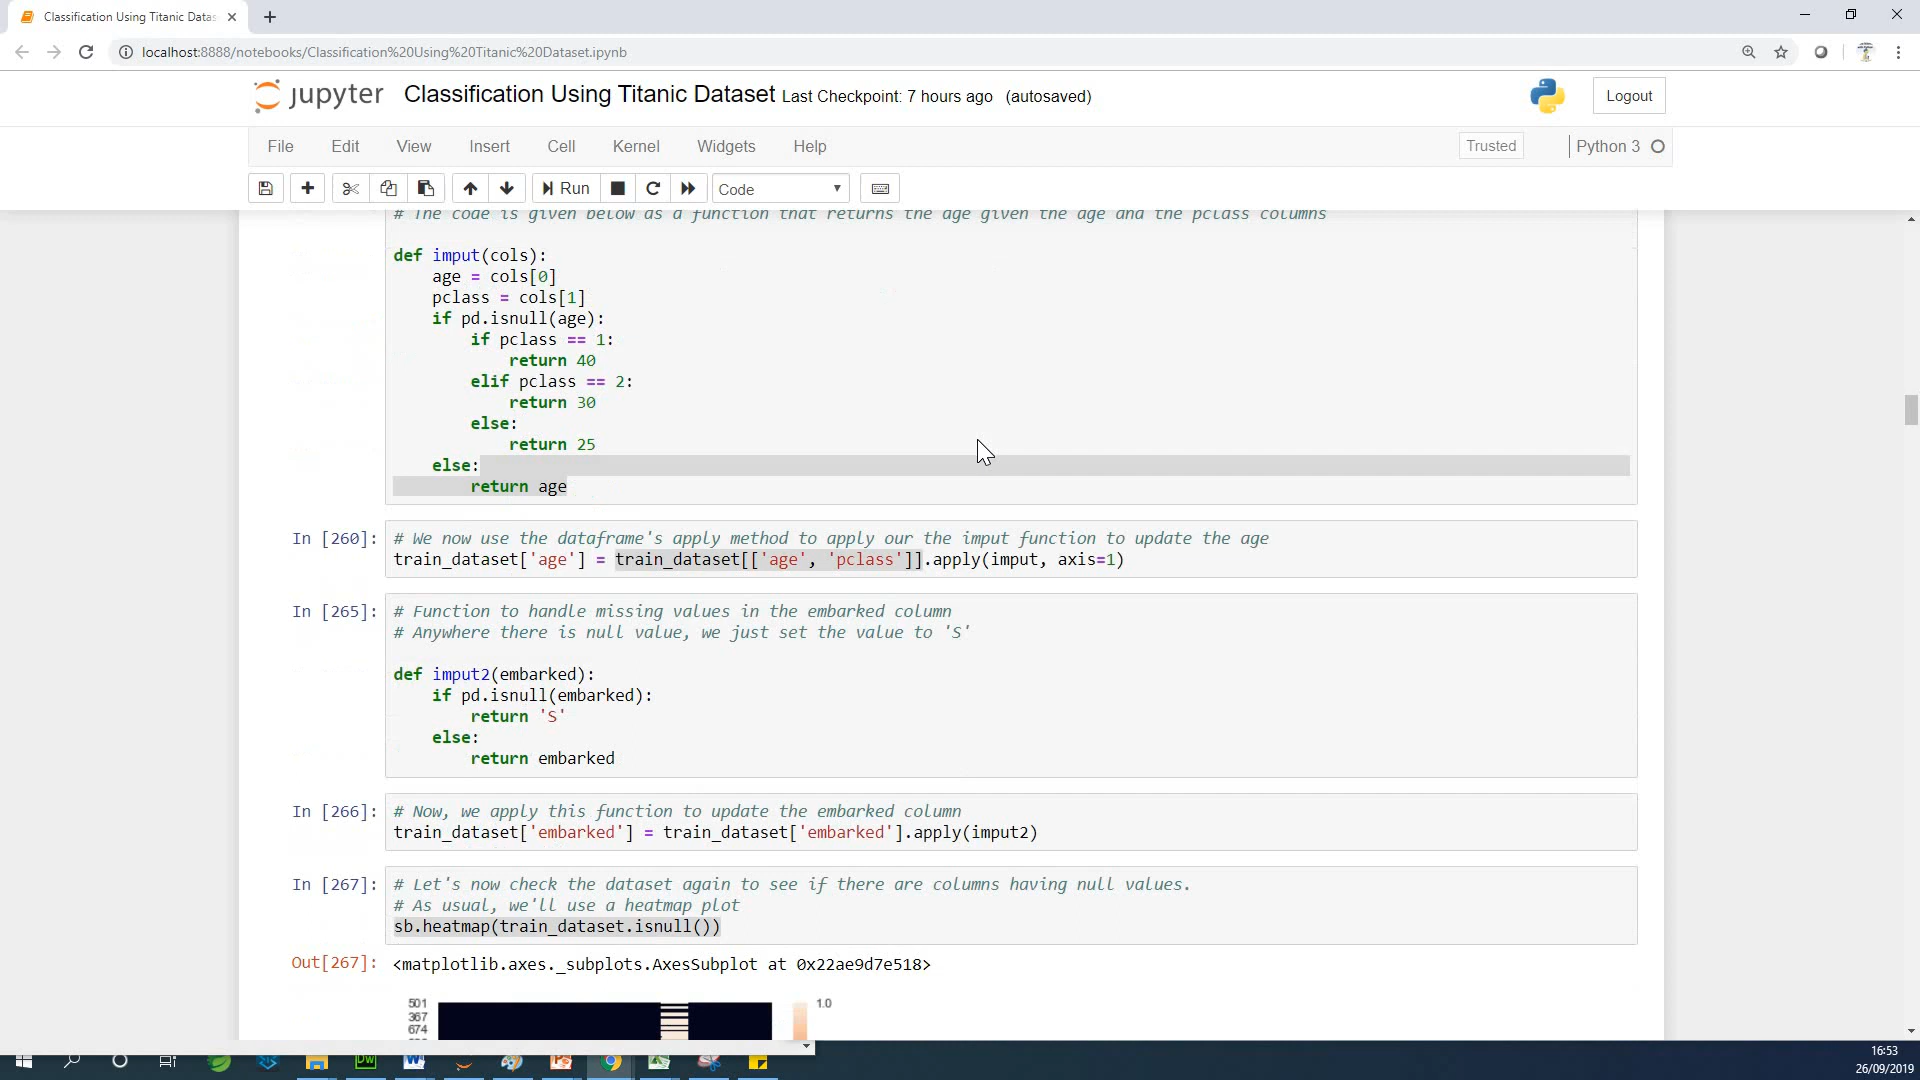 Classification Using Titanic Datas
localhost:8888/notebooks/Classification%20Using%20Titanic%20Dataset.ipynb
jupyter Classification Using Titanic Dataset Last Checkpoint: 7 hours ago (autosaved)
Logout
File Edit View Insert Cell Kernel Widgets Help
Trusted
Python 3
Run
Code
# The code is given below as a function that returns the age given the age and the pclass columns
def imput(cols):
    age = cols[0]
    pclass = cols[1]
    if pd.isnull(age):
        if pclass == 1:
            return 40
        elif pclass == 2:
            return 30
        else:
            return 25
    else:
        return age
In [260]: # We now use the dataframe's apply method to apply our the imput function to update the age
train_dataset['age'] = train_dataset[['age', 'pclass']].apply(imput, axis=1)
In [265]: # Function to handle missing values in the embarked column
# Anywhere there is null value, we just set the value to 'S'
def imput2(embarked):
    if pd.isnull(embarked):
        return 'S'
    else:
        return embarked
In [266]: # Now, we apply this function to update the embarked column
train_dataset['embarked'] = train_dataset['embarked'].apply(imput2)
In [267]: # Let's now check the dataset again to see if there are columns having null values.
# As usual, we'll use a heatmap plot
sb.heatmap(train_dataset.isnull())
Out[267]: <matplotlib.axes._subplots.AxesSubplot at 0x22ae9d7e518>
501
367
674
1.0
16:53
26/09/2019